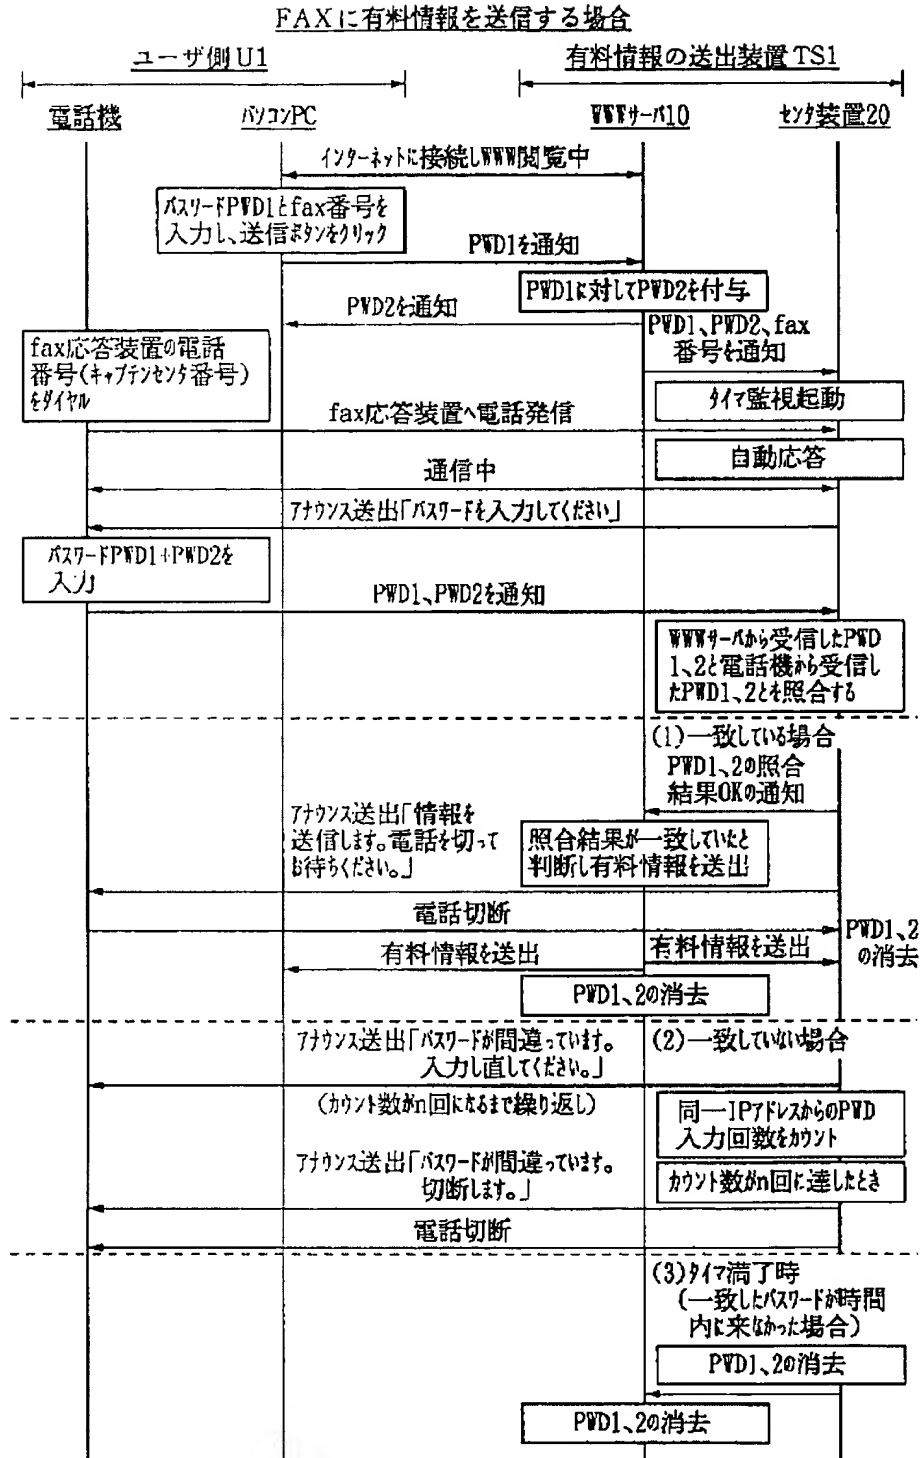 FAXに有料情報を送信する場合
ユーザ側U1
有料情報の送出装置TS1
電話機
パソコンPC
WWWサーバ10
センタ装置20
インターネットに接続しWWW閲覧中
パスワードPWD1とfax番号を
入力し、送信ボタンをクリック
PWD1を通知
PWD1に対してPWD2を付与
PWD2を通知
PWD1、PWD2、fax
番号を通知
fax応答装置の電話
番号(キャプテンセンタ番号)
をダイヤル
タイマ監視起動
fax応答装置へ電話発信
自動応答
通信中
アナウンス送出「パスワードを入力してください」
パスワードPWD1+PWD2を
入力
PWD1、PWD2を通知
WWWサーバから受信したPWD
1、2と電話機から受信し
たPWD1、2とを照合する
(1)一致している場合
PWD1、2の照合
結果OKの通知
アナウンス送出「情報を
送信します。電話を切って
お待ちください。」
照合結果が一致していたと
判断し有料情報を送出
電話切断
PWD1、2
の消去
有料情報を送出
有料情報を送出
PWD1、2の消去
アナウンス送出「パスワードが間違っています。
入力し直してください。」
(2)一致していない場合
(カウント数がn回になるまで繰り返し)
同一IPアドレスからのPWD
入力回数をカウント
アナウンス送出「パスワードが間違っています。
切断します。」
カウント数がn回に達したとき
電話切断
(3)タイマ満了時
(一致したパスワードが時間
内に来なかった場合)
PWD1、2の消去
PWD1、2の消去